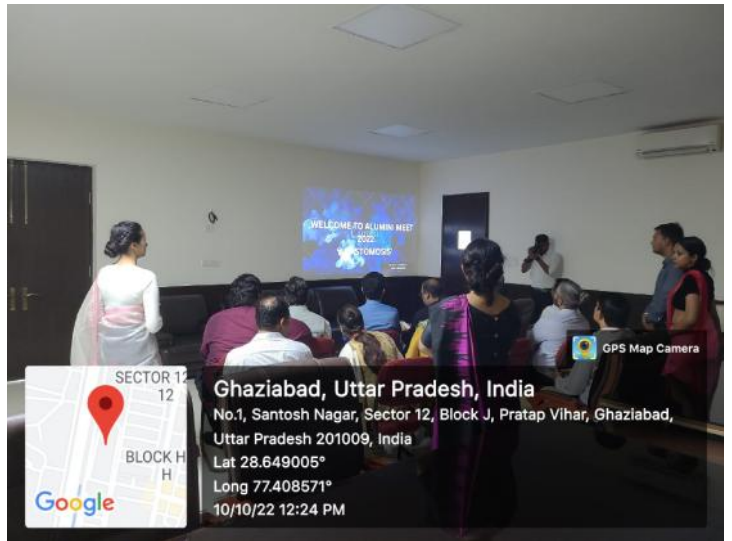 WELCOME TO ALUMINI MEET
2022
GPS Map Camera
SECTOR 12
12
BLOCK H
H
Google
Ghaziabad, Uttar Pradesh, India
No.1, Santosh Nagar, Sector 12, Block J, Pratap Vihar, Ghaziabad,
Uttar Pradesh 201009, India
Lat 28.649005°
Long 77.408571°
10/10/22 12:24 PM